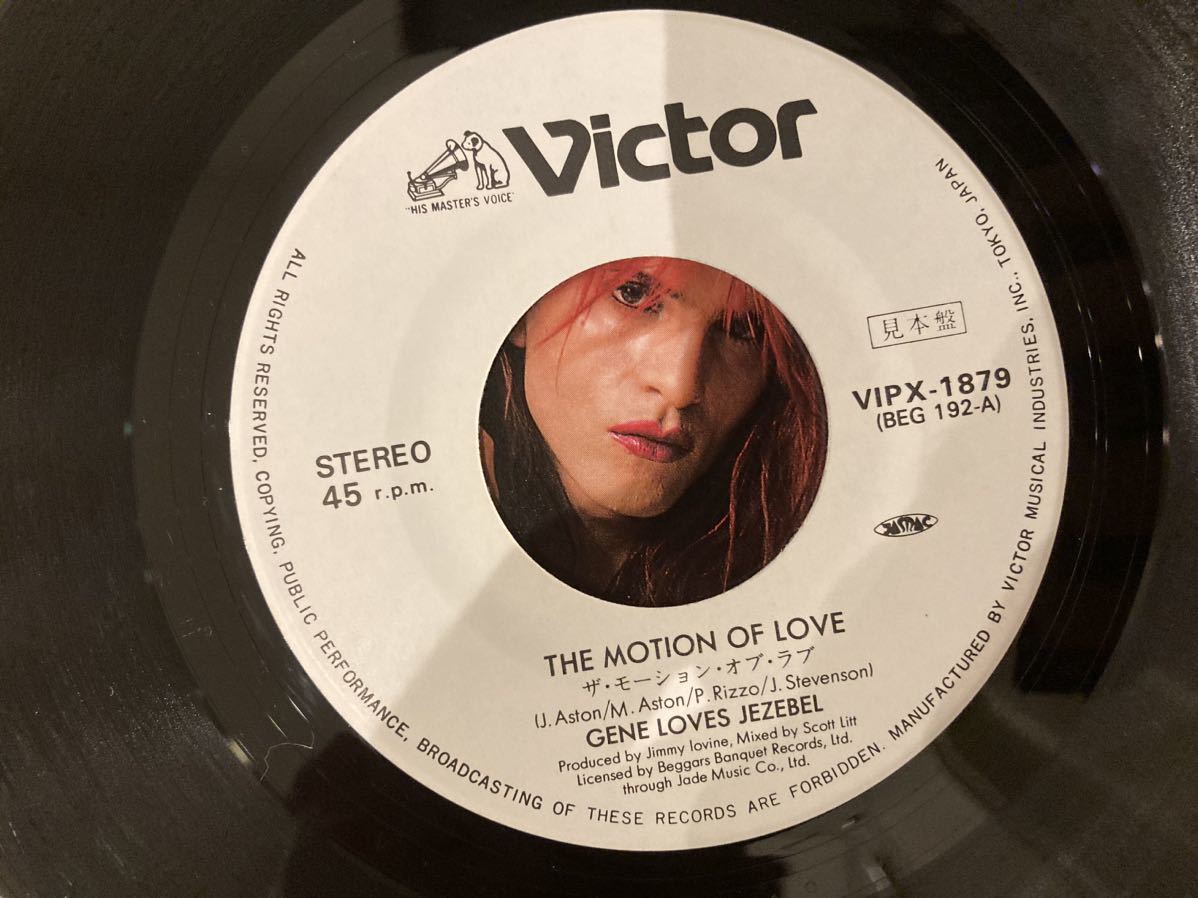 Victor
"HIS MASTER'S VOICE"
見本盤
VIPX-1879
(BEG 192-A)
STEREO
45 r.p.m.
JASRAC
THE MOTION OF LOVE
ザ・モーション・オブ・ラブ
(J. Aston/M. Aston/P. Rizzo/J. Stevenson)
GENE LOVES JEZEBEL
Produced by Jimmy Iovine, Mixed by Scott Litt
Licensed by Beggars Banquet Records, Ltd.
through Jade Music Co., Ltd.
ALL RIGHTS RESERVED, COPYING, PUBLIC PERFORMANCE, BROADCASTING OF THESE RECORDS ARE FORBIDDEN. MANUFACTURED BY VICTOR MUSICAL INDUSTRIES, INC., TOKYO, JAPAN